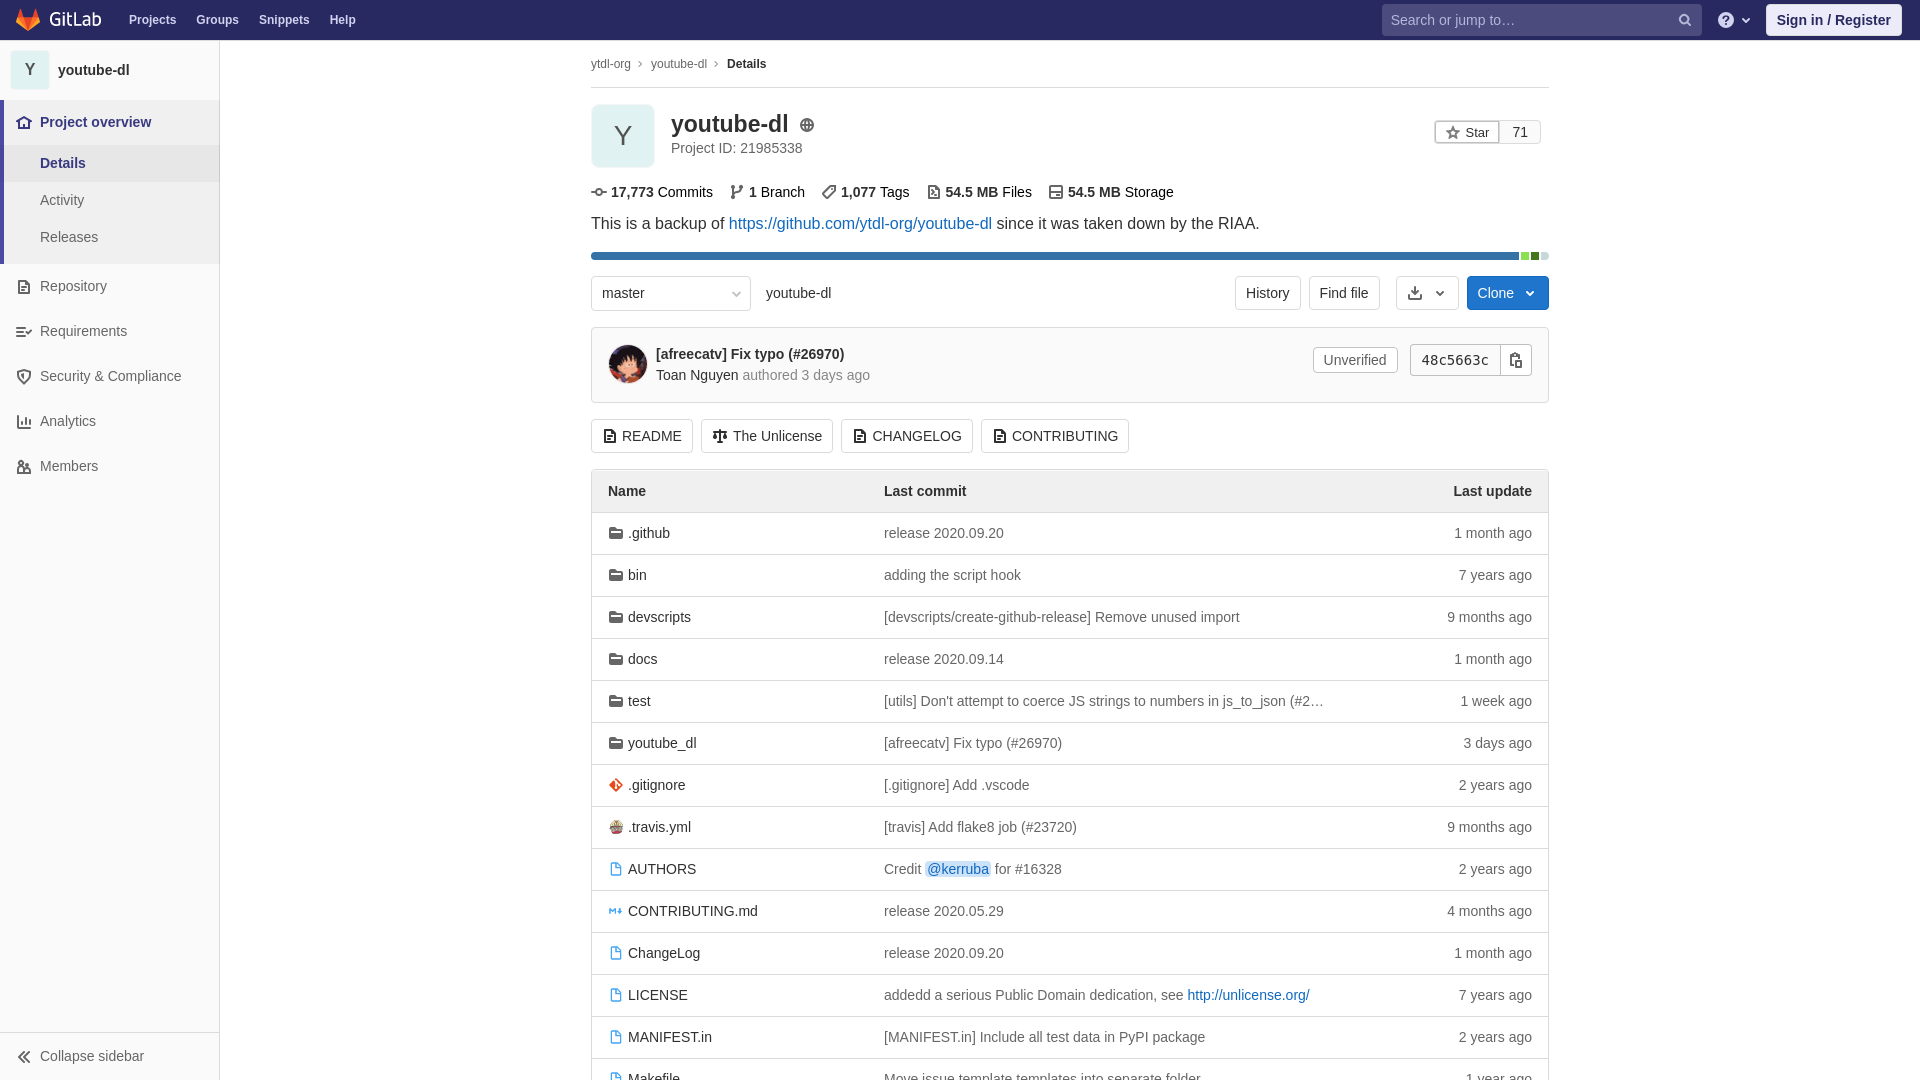 GitLab Projects Groups Snippets Help Search or jump to… Sign in / Register
Y youtube-dl
Project overview
Details
Activity
Releases
Repository
Requirements
Security & Compliance
Analytics
Members
Collapse sidebar
ytdl-org › youtube-dl › Details
Y
youtube-dl
Project ID: 21985338
Star 71
17,773 Commits 1 Branch 1,077 Tags 54.5 MB Files 54.5 MB Storage
This is a backup of https://github.com/ytdl-org/youtube-dl since it was taken down by the RIAA.
master youtube-dl History Find file Clone
[afreecatv] Fix typo (#26970)
Toan Nguyen authored 3 days ago
Unverified 48c5663c
README The Unlicense CHANGELOG CONTRIBUTING
Name Last commit Last update
.github release 2020.09.20 1 month ago
bin adding the script hook 7 years ago
devscripts [devscripts/create-github-release] Remove unused import 9 months ago
docs release 2020.09.14 1 month ago
test [utils] Don't attempt to coerce JS strings to numbers in js_to_json (#2… 1 week ago
youtube_dl [afreecatv] Fix typo (#26970) 3 days ago
.gitignore [.gitignore] Add .vscode 2 years ago
.travis.yml [travis] Add flake8 job (#23720) 9 months ago
AUTHORS Credit @kerruba for #16328 2 years ago
CONTRIBUTING.md release 2020.05.29 4 months ago
ChangeLog release 2020.09.20 1 month ago
LICENSE addedd a serious Public Domain dedication, see http://unlicense.org/ 7 years ago
MANIFEST.in [MANIFEST.in] Include all test data in PyPI package 2 years ago
Makefile Move issue template templates into separate folder 1 year ago